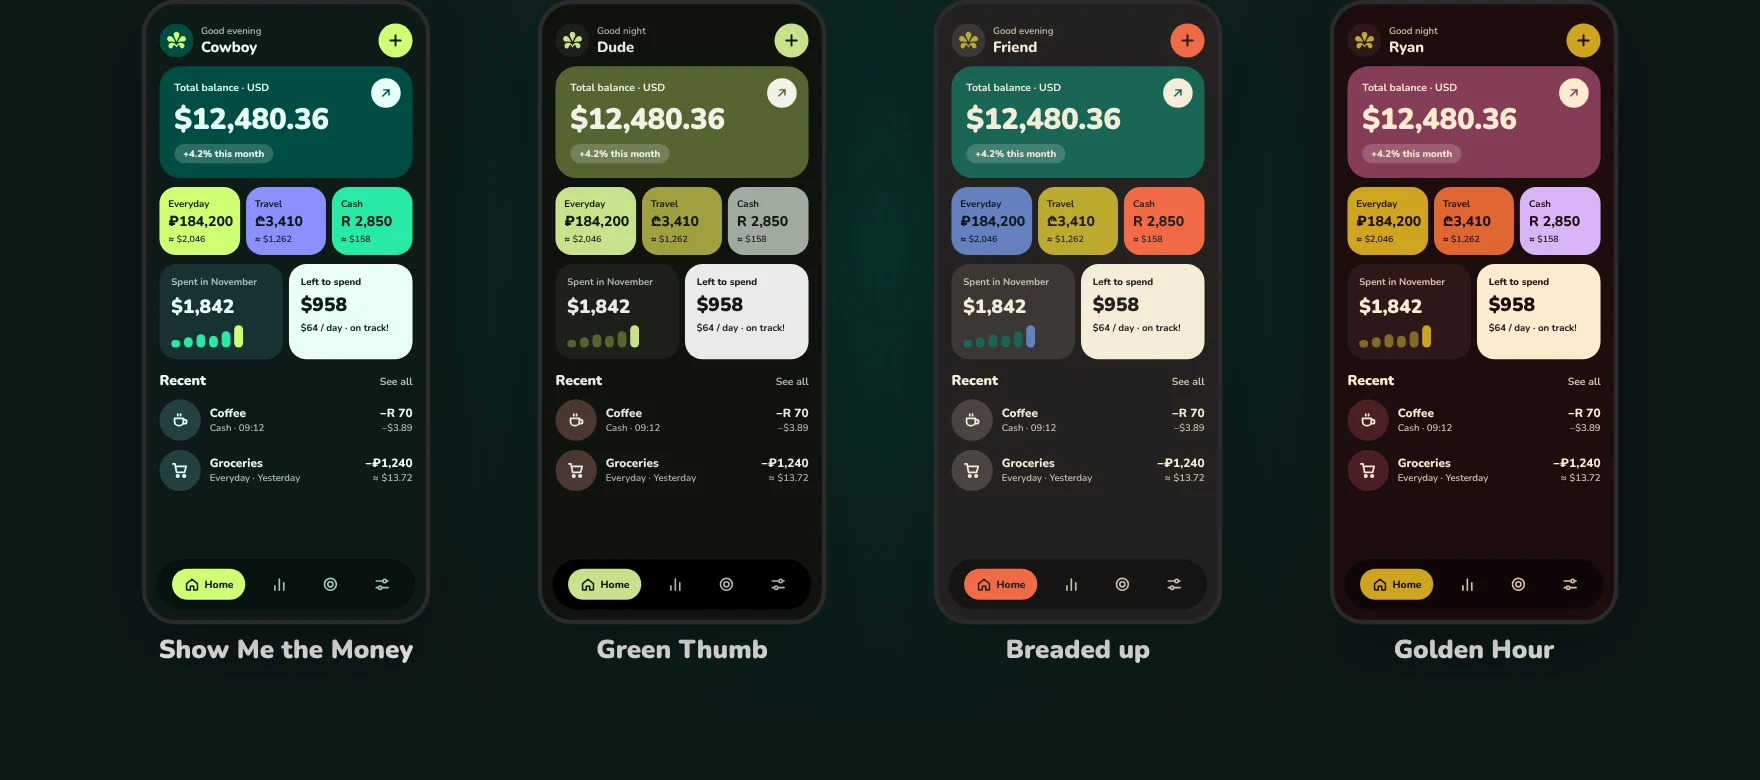 Good evening
Cowboy
Total balance · USD
$12,480.36
+4.2% this month
Everyday
₽184,200
≈ $2,046
Travel
₾3,410
≈ $1,262
Cash
R 2,850
≈ $158
Spent in November
$1,842
Left to spend
$958
$64 / day · on track!
Recent
See all
Coffee
−R 70
Cash · 09:12
−$3.89
Groceries
−₽1,240
Everyday · Yesterday
≈ $13.72
Home
Show Me the Money
Good night
Dude
Total balance · USD
$12,480.36
+4.2% this month
Everyday
₽184,200
≈ $2,046
Travel
₾3,410
≈ $1,262
Cash
R 2,850
≈ $158
Spent in November
$1,842
Left to spend
$958
$64 / day · on track!
Recent
See all
Coffee
−R 70
Cash · 09:12
−$3.89
Groceries
−₽1,240
Everyday · Yesterday
≈ $13.72
Home
Green Thumb
Good evening
Friend
Total balance · USD
$12,480.36
+4.2% this month
Everyday
₽184,200
≈ $2,046
Travel
₾3,410
≈ $1,262
Cash
R 2,850
≈ $158
Spent in November
$1,842
Left to spend
$958
$64 / day · on track!
Recent
See all
Coffee
−R 70
Cash · 09:12
−$3.89
Groceries
−₽1,240
Everyday · Yesterday
≈ $13.72
Home
Breaded up
Good night
Ryan
Total balance · USD
$12,480.36
+4.2% this month
Everyday
₽184,200
≈ $2,046
Travel
₾3,410
≈ $1,262
Cash
R 2,850
≈ $158
Spent in November
$1,842
Left to spend
$958
$64 / day · on track!
Recent
See all
Coffee
−R 70
Cash · 09:12
−$3.89
Groceries
−₽1,240
Everyday · Yesterday
≈ $13.72
Home
Golden Hour